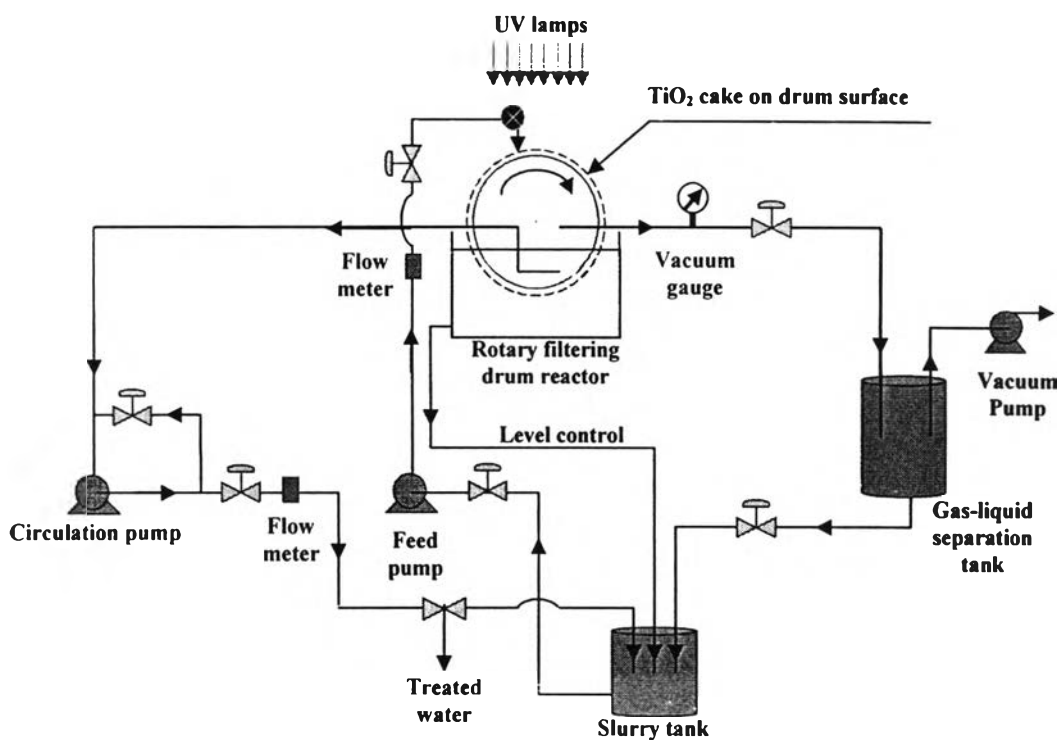 UV lamps
TiO₂ cake on drum surface
Flow
meter
Vacuum
gauge
Rotary filtering
drum reactor
Vacuum
Pump
Level control
Circulation pump
Flow
meter
Feed
pump
Gas-liquid
separation
tank
Treated
water
Slurry tank